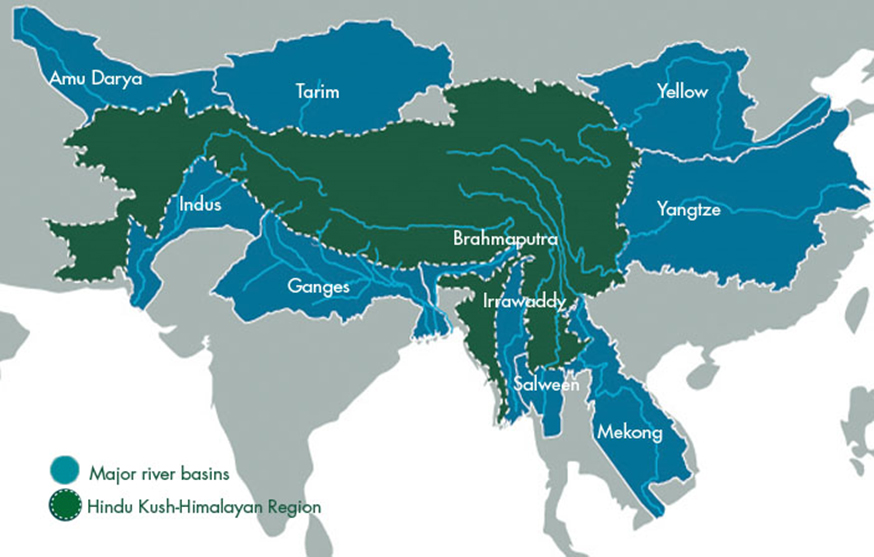 Amu Darya
Tarim
Yellow
Indus
Yangtze
Brahmaputra
Ganges
Irrawaddy
Salween
Mekong
Major river basins
Hindu Kush-Himalayan Region